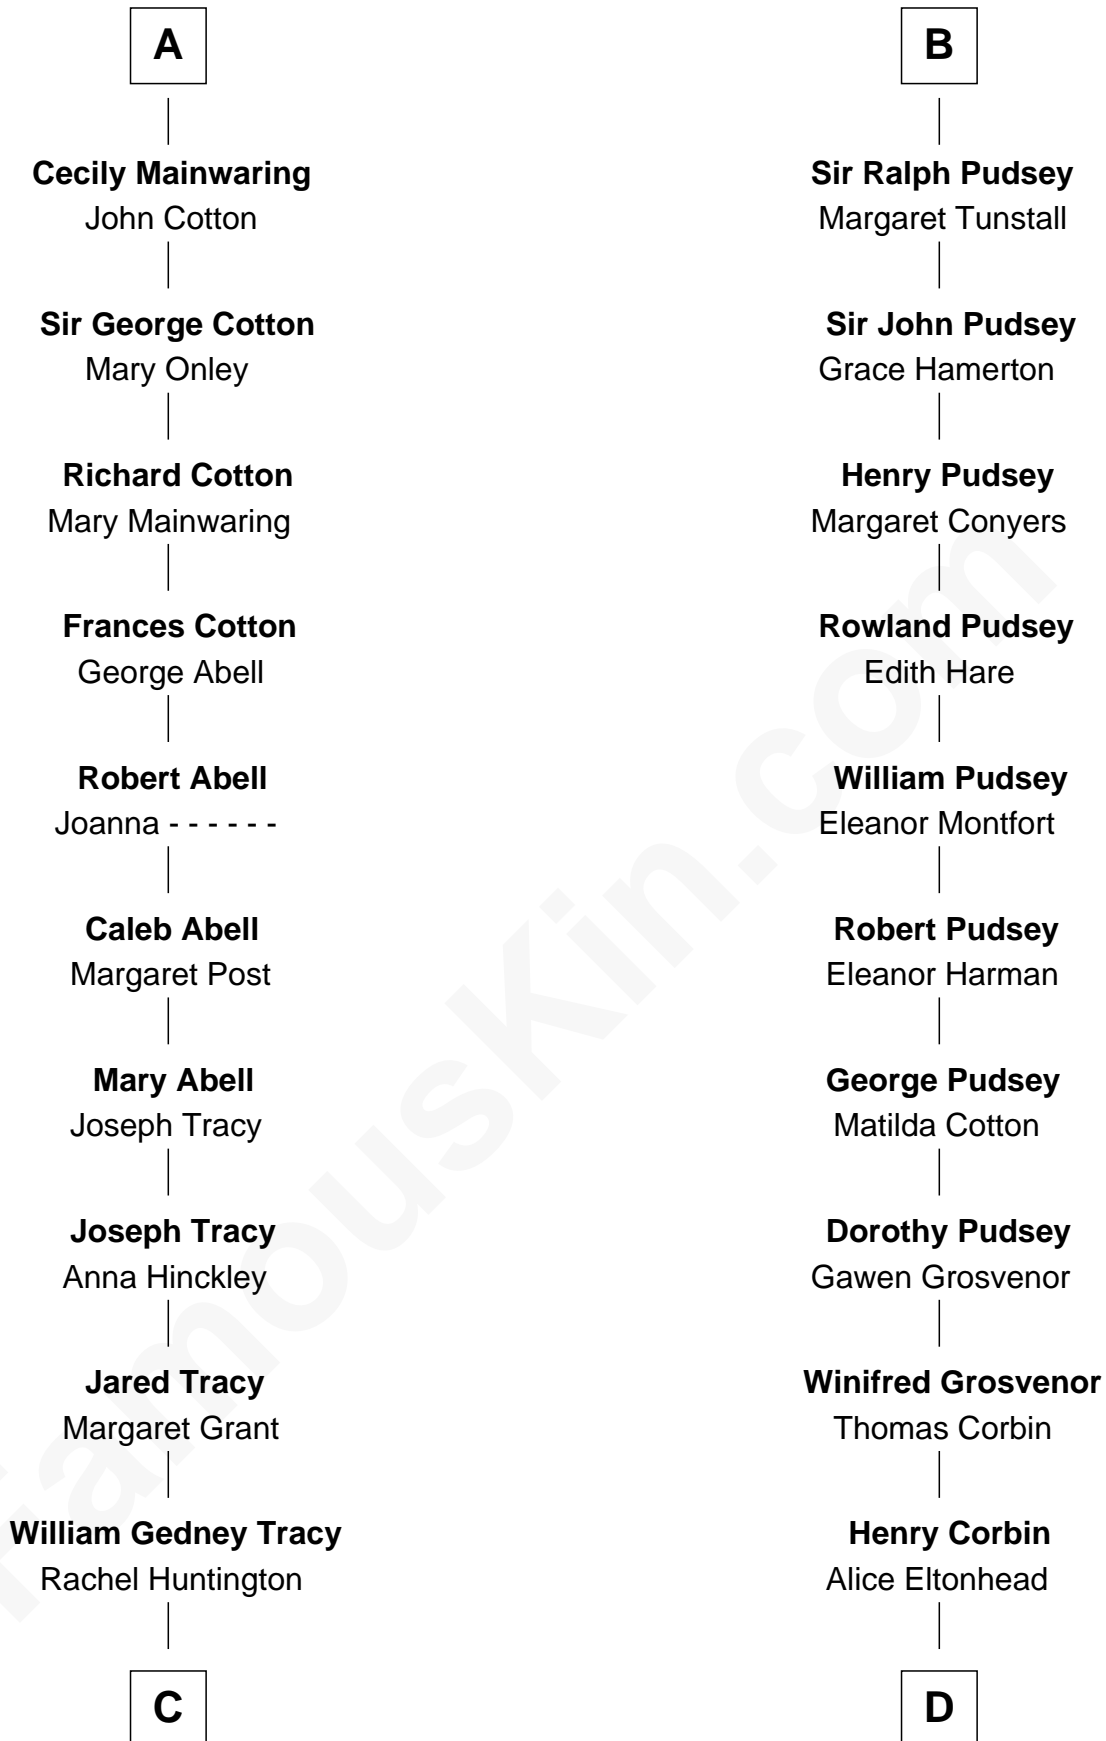 A
Cecily Mainwaring
John Cotton
Sir George Cotton
Mary Onley
Richard Cotton
Mary Mainwaring
Frances Cotton
George Abell
Robert Abell
Joanna - - - - - -
Caleb Abell
Margaret Post
Mary Abell
Joseph Tracy
Joseph Tracy
Anna Hinckley
Jared Tracy
Margaret Grant
William Gedney Tracy
Rachel Huntington
C
B
Sir Ralph Pudsey
Margaret Tunstall
Sir John Pudsey
Grace Hamerton
Henry Pudsey
Margaret Conyers
Rowland Pudsey
Edith Hare
William Pudsey
Eleanor Montfort
Robert Pudsey
Eleanor Harman
George Pudsey
Matilda Cotton
Dorothy Pudsey
Gawen Grosvenor
Winifred Grosvenor
Thomas Corbin
Henry Corbin
Alice Eltonhead
D
FamousKin.com